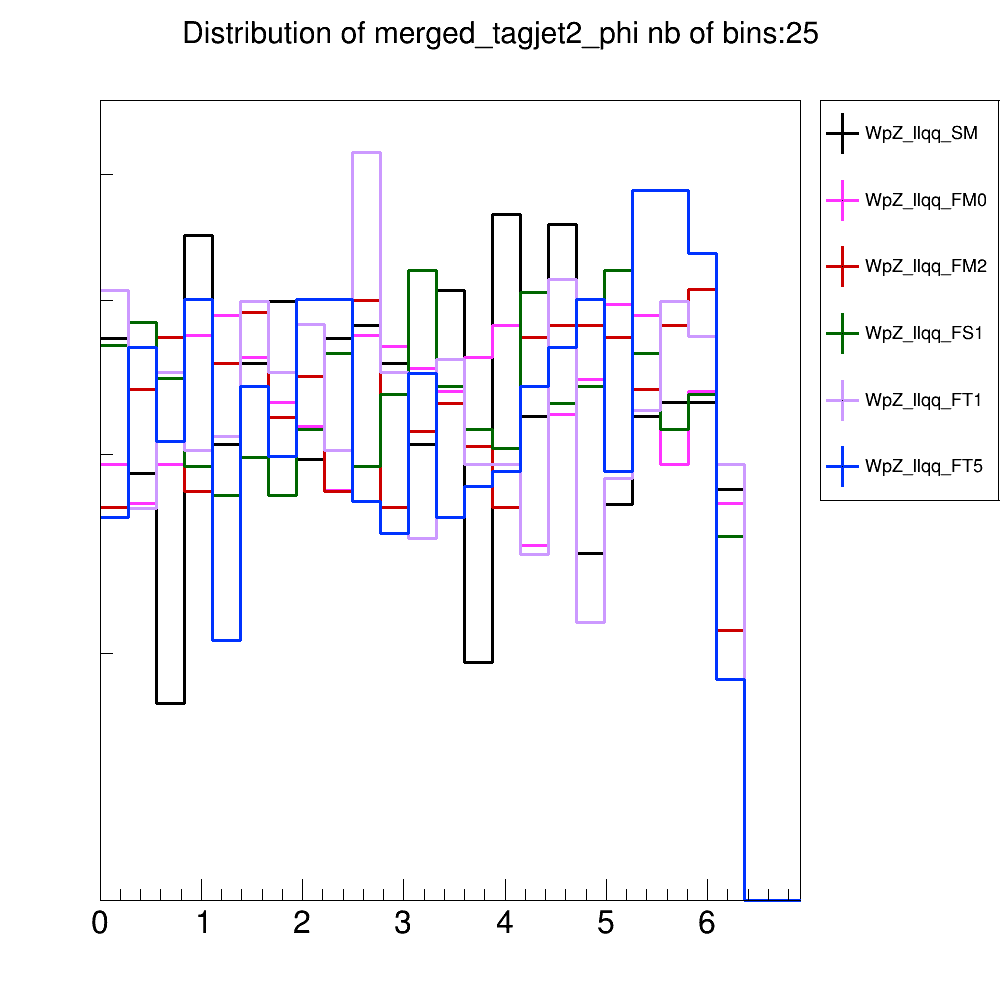 Distribution of merged_tagjet2_phi nb of bins:25
WpZ_llqq_SM
WpZ_llqq_FM0
WpZ_llqq_FM2
WpZ_llqq_FS1
WpZ_llqq_FT1
WpZ_llqq_FT5
0 1 2 3 4 5 6